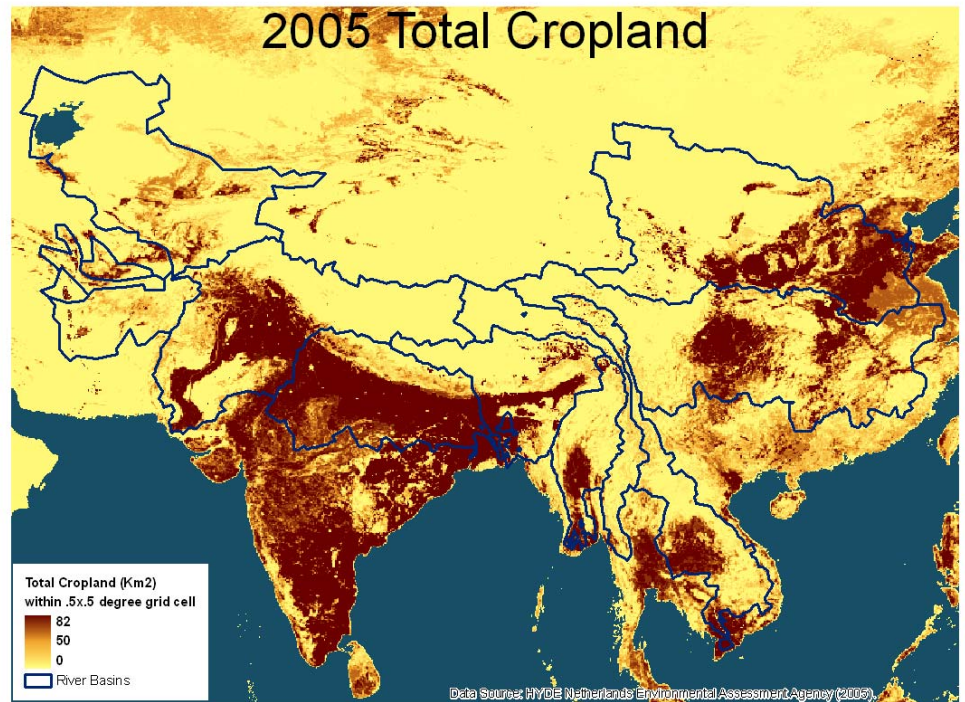 2005 Total Cropland
Total Cropland (Km2)
within .5x.5 degree grid cell
82
50
0
River Basins
Data Source: HYDE Netherlands Environmental Assessment Agency (2005).